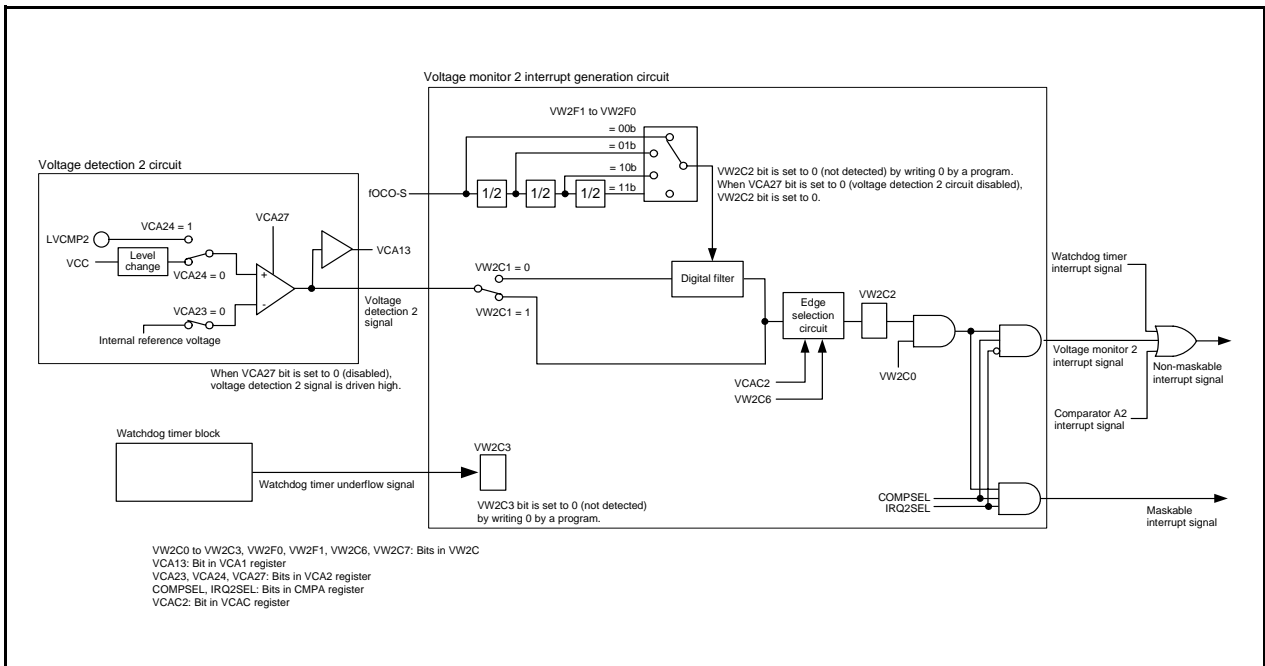 Voltage monitor 2 interrupt generation circuit
VW2F1 to VW2F0
= 00b
= 01b
= 10b
= 11b
fOCO-S
1/2
1/2
1/2
VW2C2 bit is set to 0 (not detected) by writing 0 by a program.
When VCA27 bit is set to 0 (voltage detection 2 circuit disabled),
VW2C2 bit is set to 0.
Voltage detection 2 circuit
VCA27
VCA24 = 1
LVCMP2
VCC
Level
change
VCA24 = 0
+
-
VCA13
VCA23 = 0
Internal reference voltage
Voltage
detection 2
signal
When VCA27 bit is set to 0 (disabled),
voltage detection 2 signal is driven high.
VW2C1 = 0
VW2C1 = 1
Digital filter
Edge
selection
circuit
VW2C2
VCAC2
VW2C6
VW2C0
Watchdog timer
interrupt signal
Voltage monitor 2
interrupt signal
Non-maskable
interrupt signal
Comparator A2
interrupt signal
Watchdog timer block
Watchdog timer underflow signal
VW2C3
VW2C3 bit is set to 0 (not detected)
by writing 0 by a program.
COMPSEL
IRQ2SEL
Maskable
interrupt signal
VW2C0 to VW2C3, VW2F0, VW2F1, VW2C6, VW2C7: Bits in VW2C
VCA13: Bit in VCA1 register
VCA23, VCA24, VCA27: Bits in VCA2 register
COMPSEL, IRQ2SEL: Bits in CMPA register
VCAC2: Bit in VCAC register